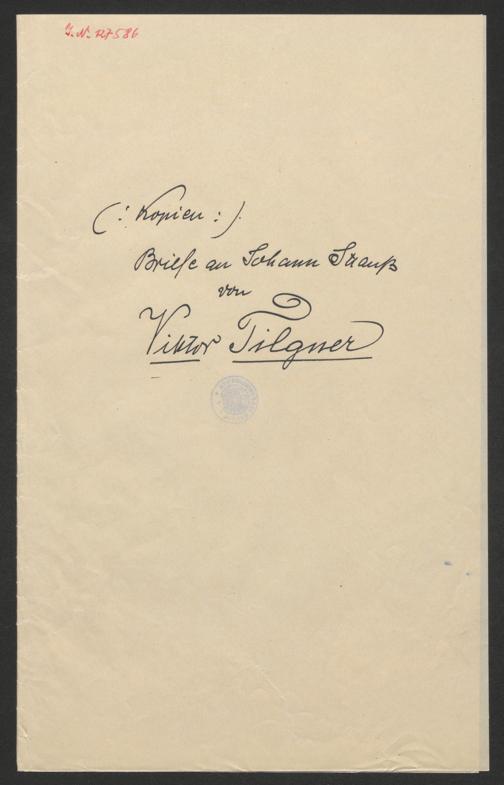 J. N. 127586
(: Kopien :)
Briefe an Johann Strauß
von
Viktor Tilgner